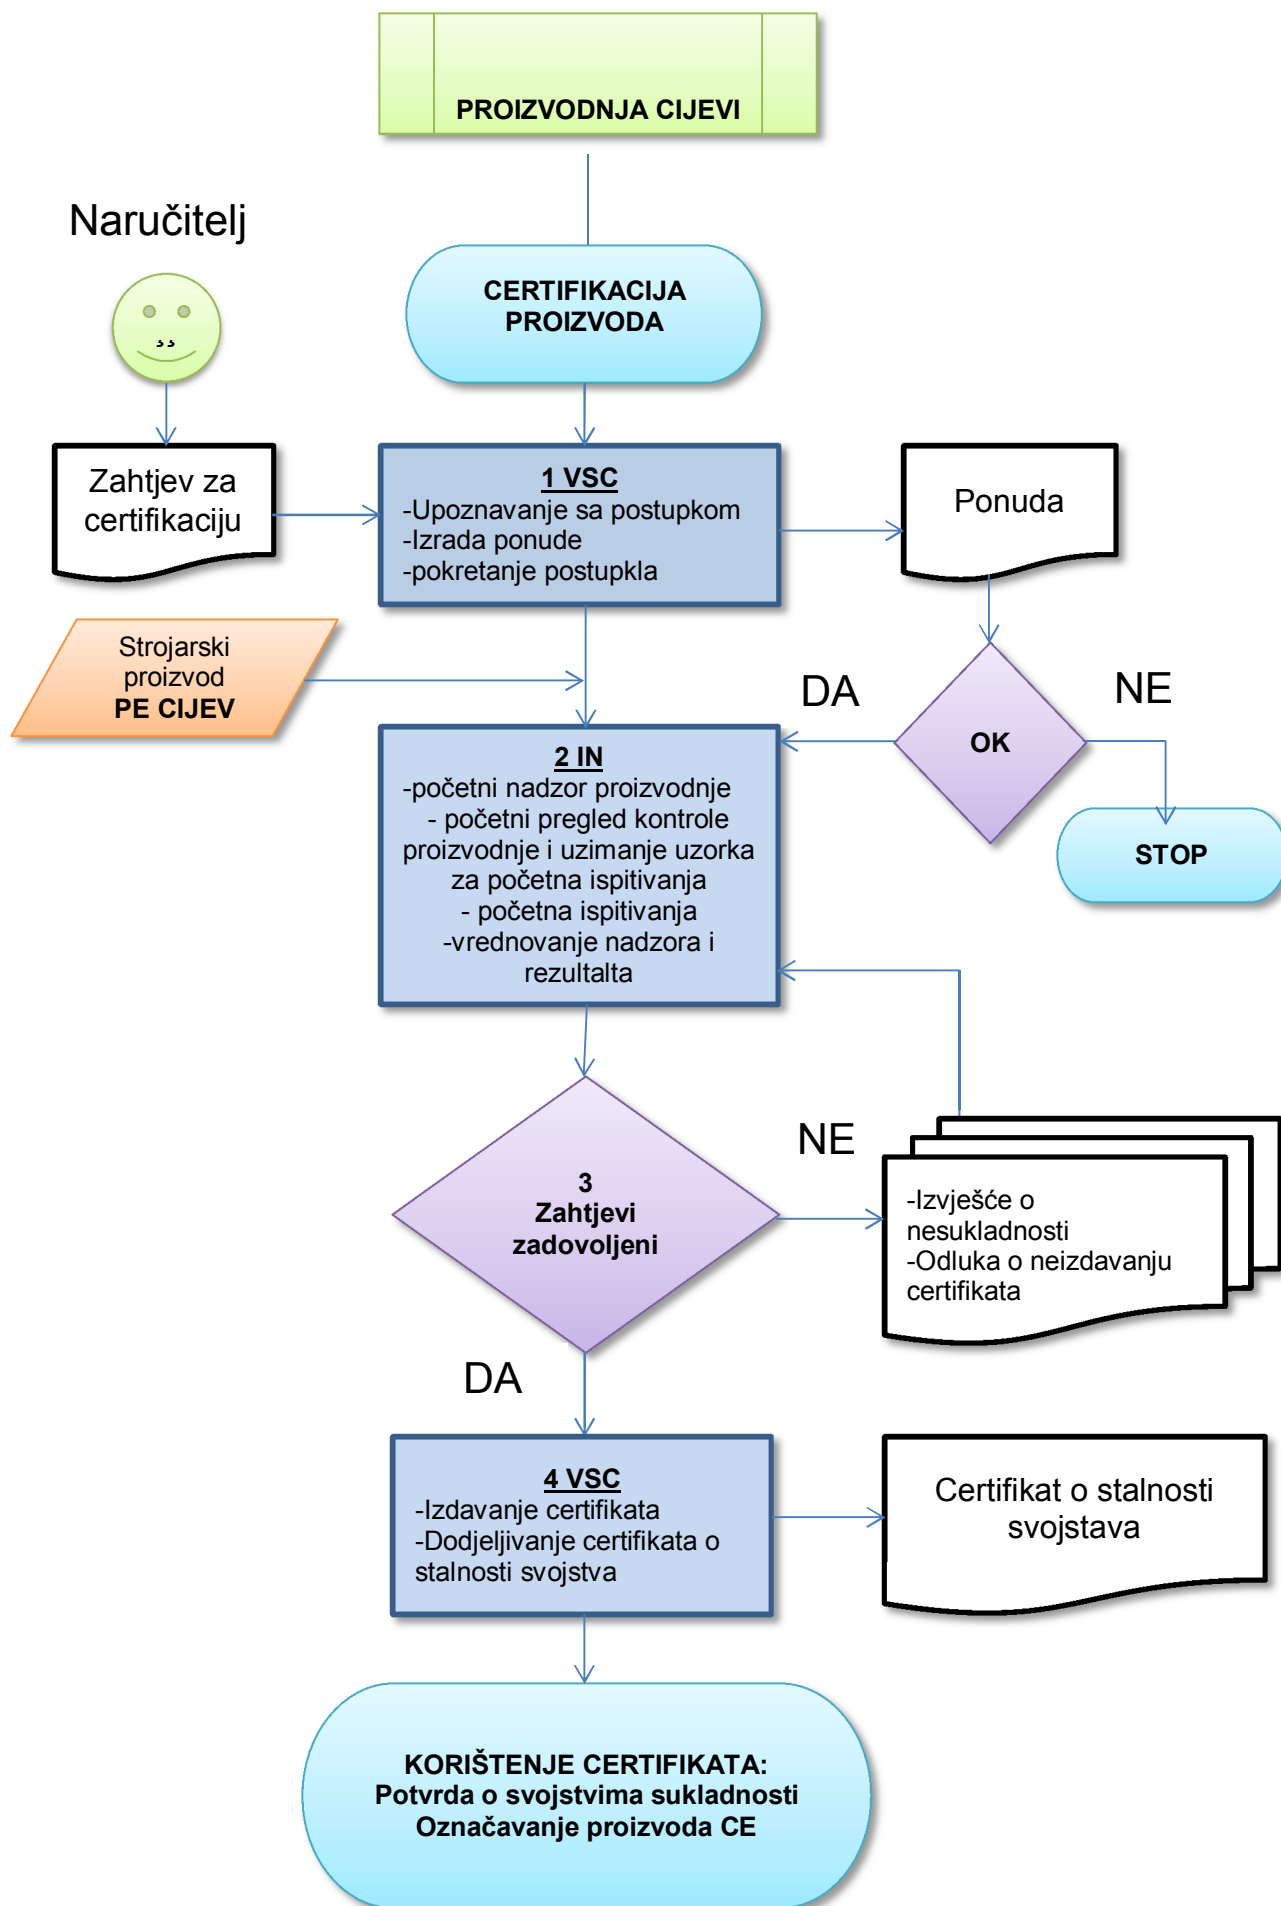 PROIZVODNJA CIJEVI
Naručitelj
CERTIFIKACIJA
PROIZVODA
Zahtjev za
certifikaciju
1 VSC
-Upoznavanje sa postupkom
-Izrada ponude
-pokretanje postupkla
Ponuda
Strojarski
proizvod
PE CIJEV
DA
NE
OK
STOP
2 IN
-početni nadzor proizvodnje
- početni pregled kontrole
proizvodnje i uzimanje uzorka
za početna ispitivanja
- početna ispitivanja
-vrednovanje nadzora i
rezultalta
3
Zahtjevi
zadovoljeni
NE
-Izvješće o
nesukladnosti
-Odluka o neizdavanju
certifikata
DA
4 VSC
-Izdavanje certifikata
-Dodjeljivanje certifikata o
stalnosti svojstva
Certifikat o stalnosti
svojstava
KORIŠTENJE CERTIFIKATA:
Potvrda o svojstvima sukladnosti
Označavanje proizvoda CE